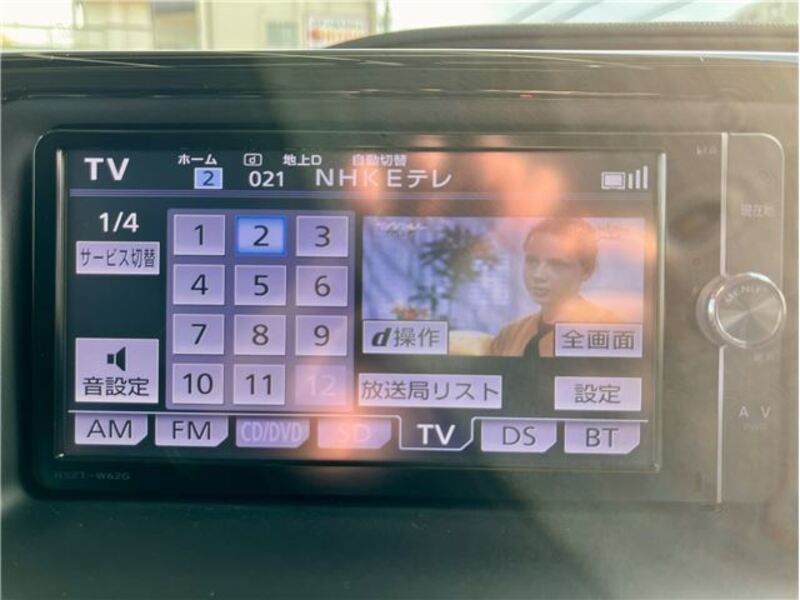 TV ホーム d 地上D 自動切替
2 021 NHKEテレ
1/4
サービス切替
1 2 3
4 5 6
7 8 9
10 11 12
音設定
d操作 全画面
放送局リスト 設定
AM FM CD/DVD SD TV DS BT
現在地
MENU
AV
NSZT-W62G